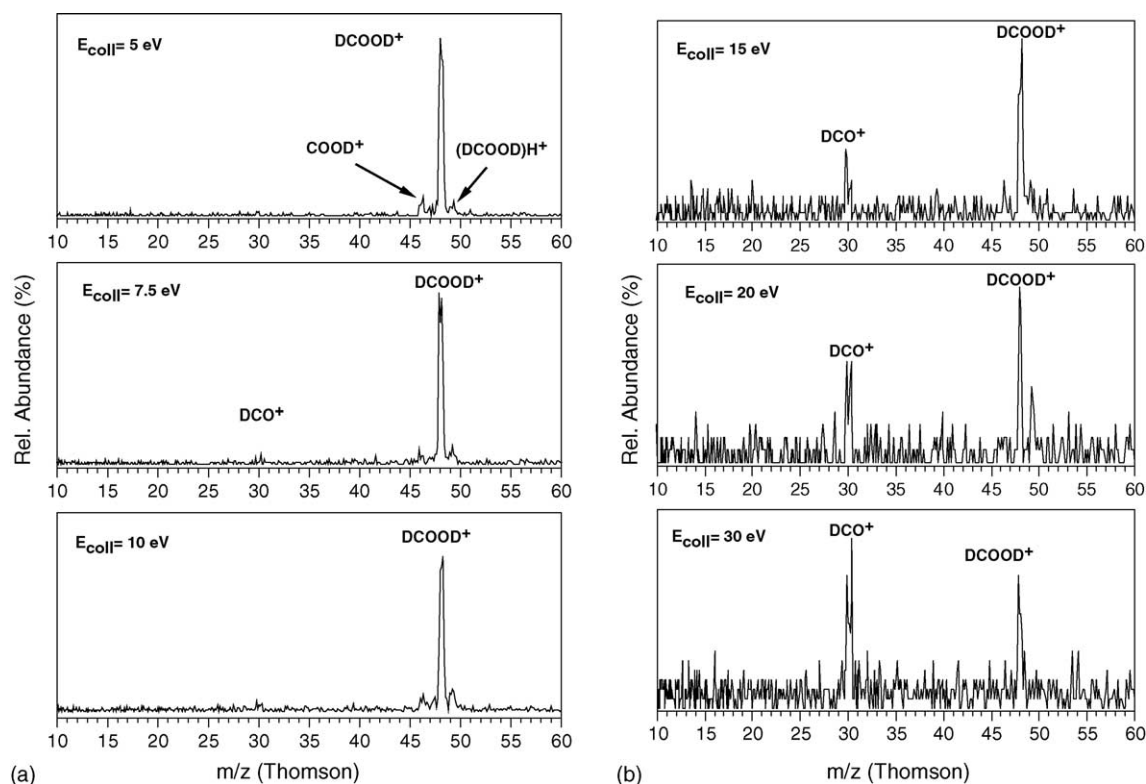 E_coll= 5 eV
DCOOD+
COOD+
(DCOOD)H+
10 15 20 25 30 35 40 45 50 55 60
E_coll= 7.5 eV
DCOOD+
DCO+
10 15 20 25 30 35 40 45 50 55 60
E_coll= 10 eV
DCOOD+
10 15 20 25 30 35 40 45 50 55 60
Rel. Abundance (%)
(a)
m/z (Thomson)
E_coll= 15 eV
DCOOD+
DCO+
10 15 20 25 30 35 40 45 50 55 60
E_coll= 20 eV
DCOOD+
DCO+
10 15 20 25 30 35 40 45 50 55 60
E_coll= 30 eV
DCO+
DCOOD+
10 15 20 25 30 35 40 45 50 55 60
Rel. Abundance (%)
(b)
m/z (Thomson)